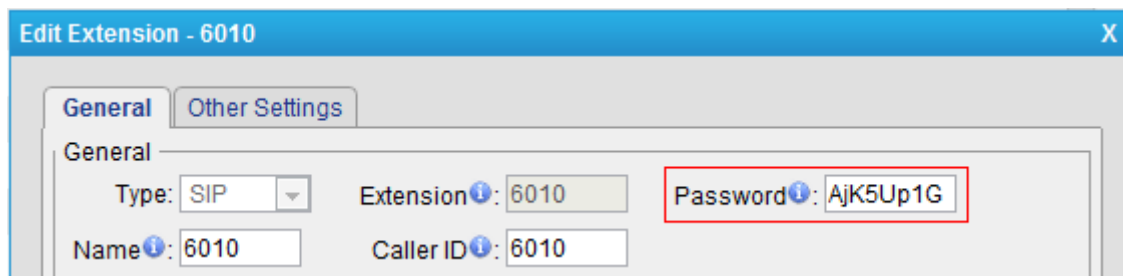 Edit Extension - 6010 X
General Other Settings
General
Type: SIP Extension: 6010 Password: AjK5Up1G
Name: 6010 Caller ID: 6010